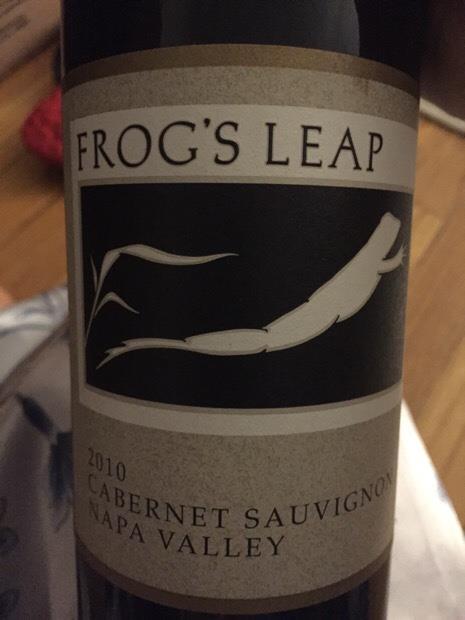 FROG'S LEAP
2010
CABERNET SAUVIGNON
NAPA VALLEY